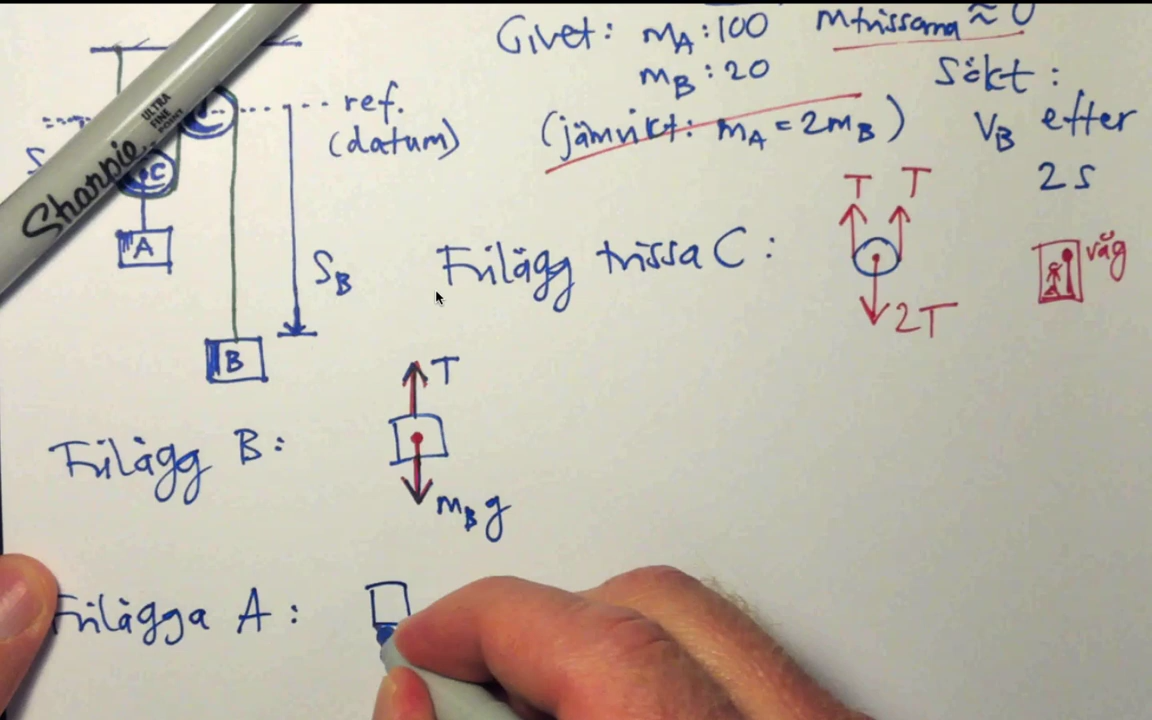 Givet: mA:100 mtrissorna ≈ 0
mB:20
Sökt:
ref.
(datum)
(jämvikt: mA = 2mB)
VB efter
2s
ULTRA
FINE
POINT
Sharpie.
S
C
A
SB
B
Frilägg trissa C:
T T
2T
våg
Frilägg B:
T
mBg
Frilägga A: